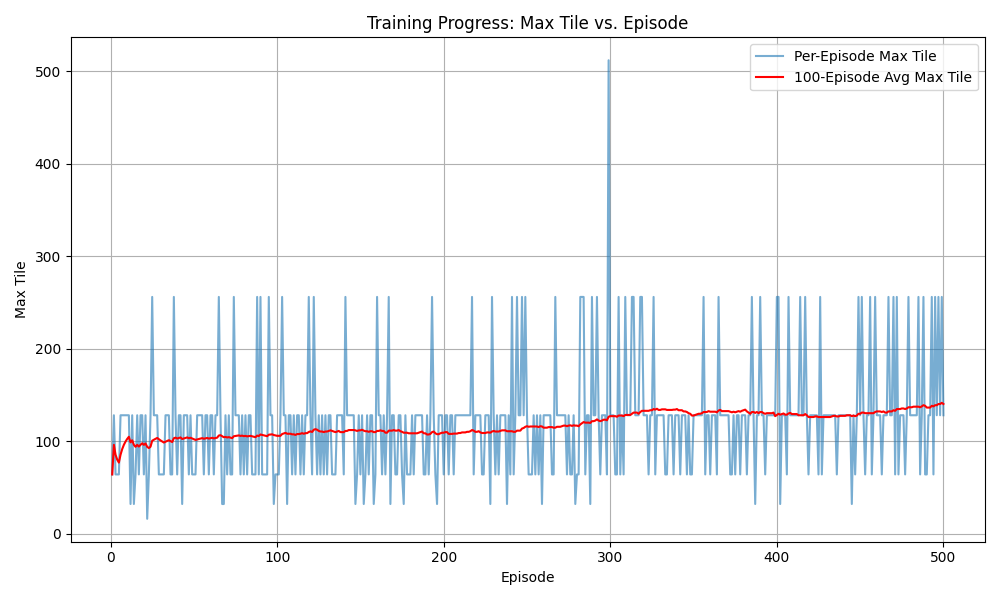 Training Progress: Max Tile vs. Episode
Per-Episode Max Tile
100-Episode Avg Max Tile
Max Tile
500
400
300
200
100
0
0 100 200 300 400 500
Episode